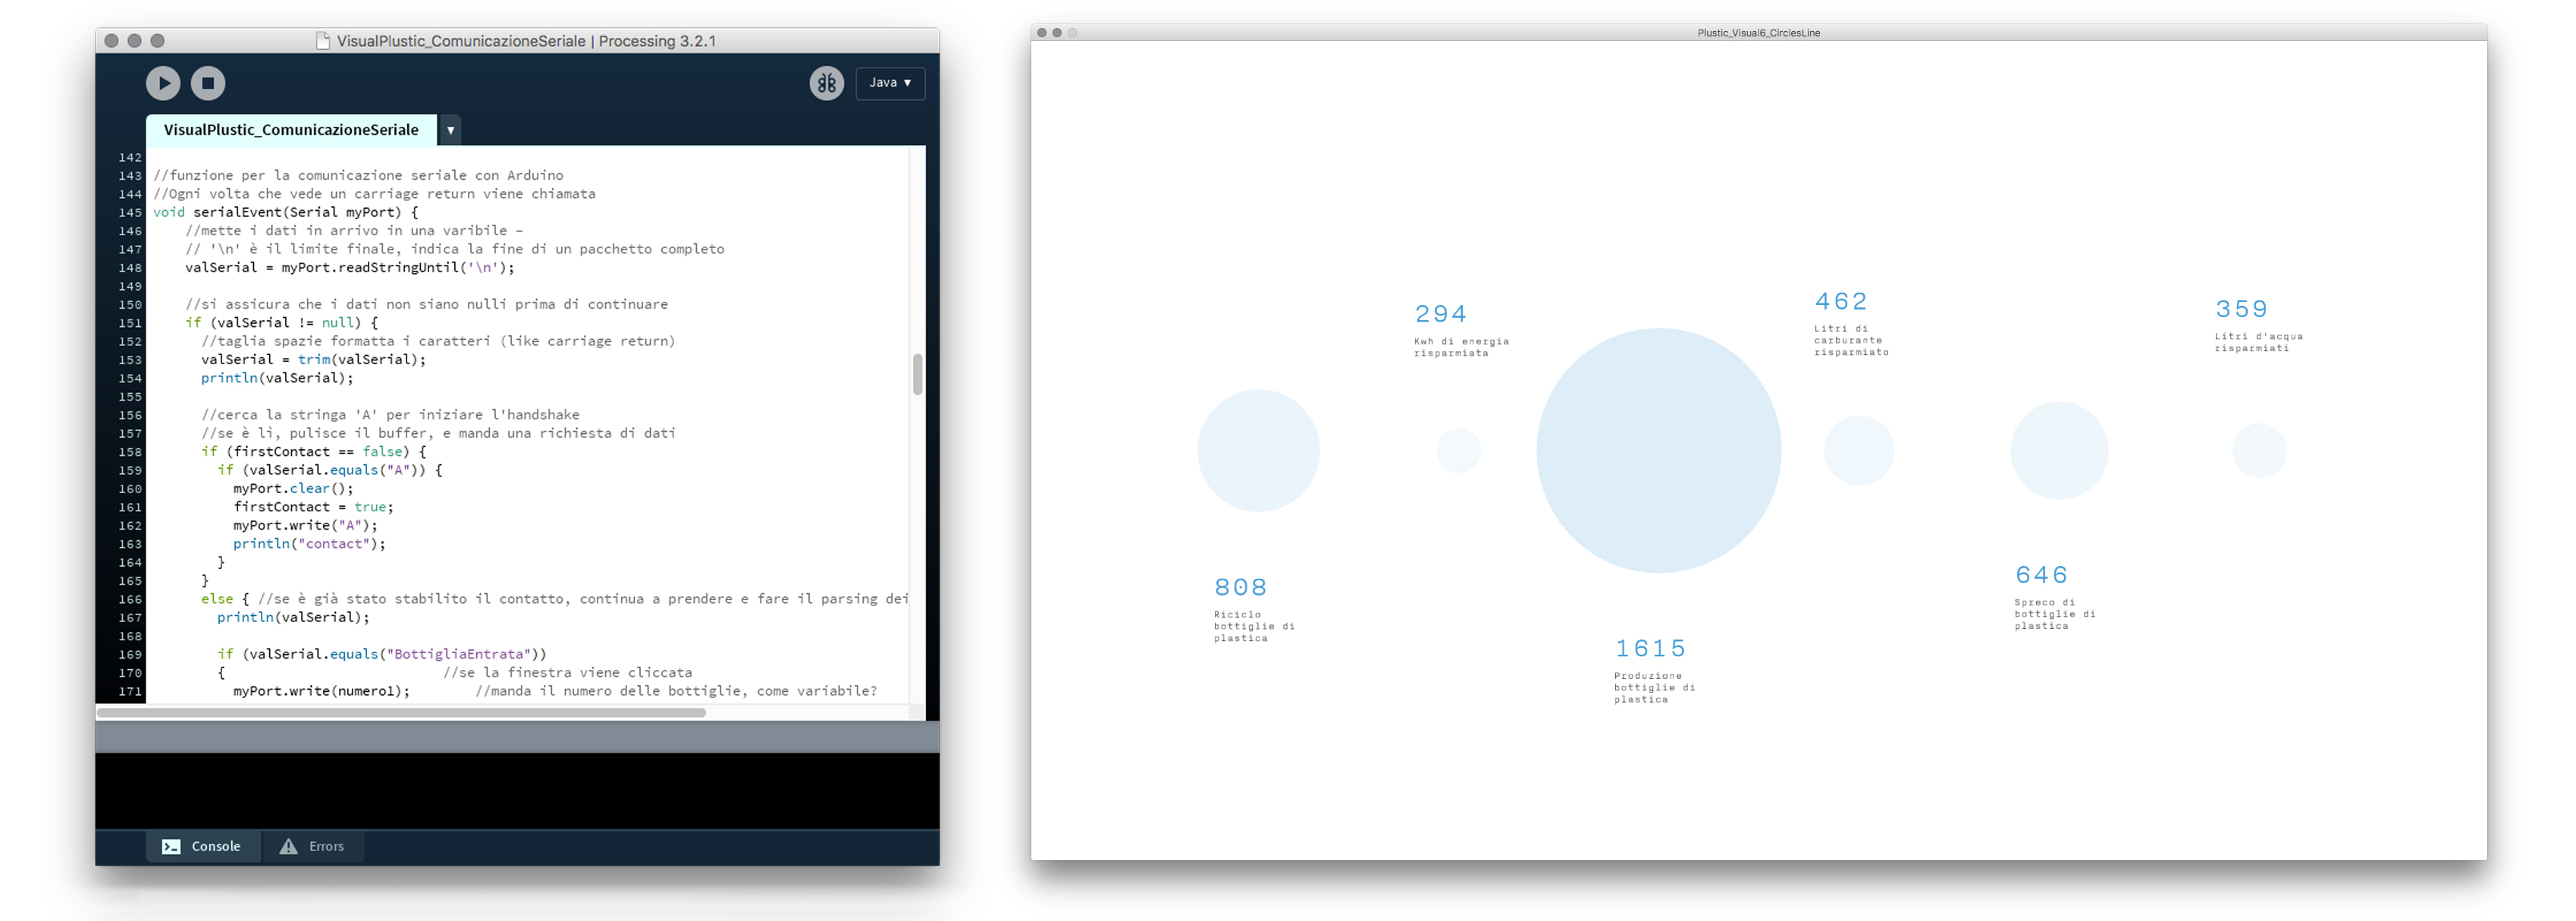 VisualPlustic_ComunicazioneSeriale | Processing 3.2.1
Java ▼
VisualPlustic_ComunicazioneSeriale ▼
142
143 //funzione per la comunicazione seriale con Arduino
144 //Ogni volta che vede un carriage return viene chiamata
145 void serialEvent(Serial myPort) {
146 //mette i dati in arrivo in una varibile –
147 // '\n' è il limite finale, indica la fine di un pacchetto completo
148 valSerial = myPort.readStringUntil('\n');
149
150 //si assicura che i dati non siano nulli prima di continuare
151 if (valSerial != null) {
152 //taglia spazie formatta i caratteri (like carriage return)
153 valSerial = trim(valSerial);
154 println(valSerial);
155
156 //cerca la stringa 'A' per iniziare l'handshake
157 //se è lì, pulisce il buffer, e manda una richiesta di dati
158 if (firstContact == false) {
159 if (valSerial.equals("A")) {
160 myPort.clear();
161 firstContact = true;
162 myPort.write("A");
163 println("contact");
164 }
165 }
166 else { //se è già stato stabilito il contatto, continua a prendere e fare il parsing dei
167 println(valSerial);
168
169 if (valSerial.equals("BottigliaEntrata"))
170 { //se la finestra viene cliccata
171 myPort.write(numero1); //manda il numero delle bottiglie, come variabile?
Console
Errors
Plustic_Visual6_CirclesLine
808
Riciclo
bottiglie di
plastica
294
Kwh di energia
risparmiata
1615
Produzione
bottiglie di
plastica
462
Litri di
carburante
risparmiato
646
Spreco di
bottiglie di
plastica
359
Litri d'acqua
risparmiati